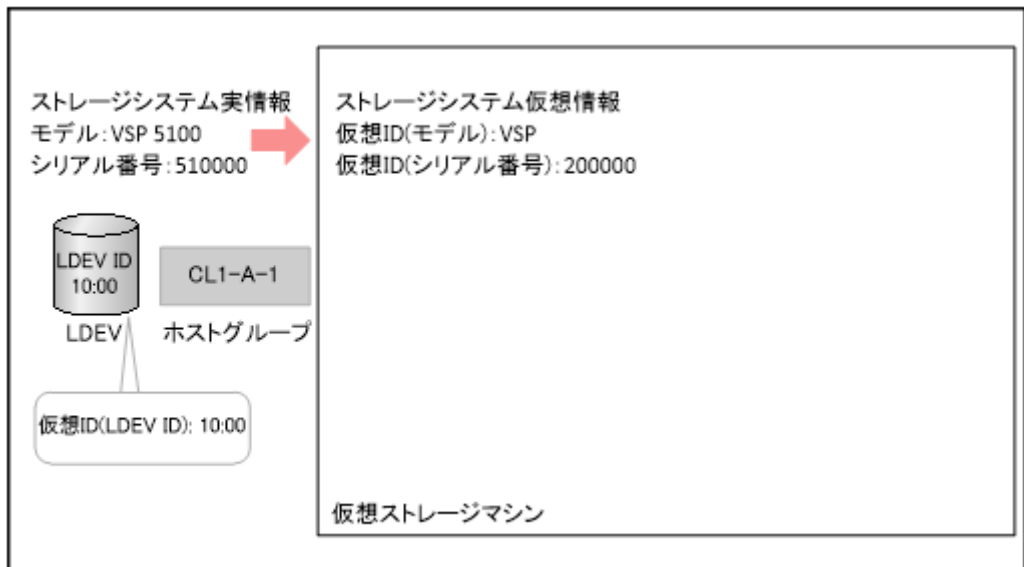 ストレージシステム実情報
モデル:VSP 5100
シリアル番号:510000
ストレージシステム仮想情報
仮想ID(モデル):VSP
仮想ID(シリアル番号):200000
LDEV ID
10:00
LDEV
CL1-A-1
ホストグループ
仮想ID(LDEV ID): 10:00
仮想ストレージマシン